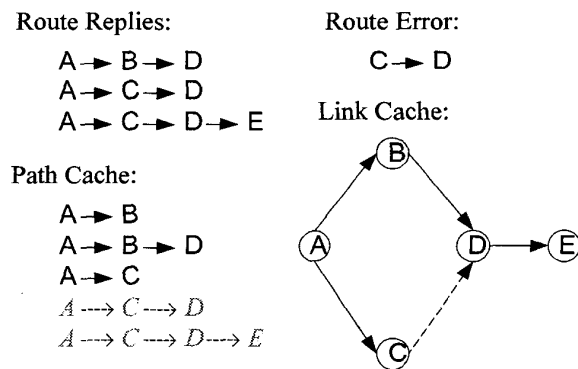 Route Replies:
A → B → D
A → C → D
A → C → D → E
Path Cache:
A → B
A → B → D
A → C
A ---> C ---> D
A ---> C ---> D ---> E
Route Error:
C → D
Link Cache:
B
A
D
E
C